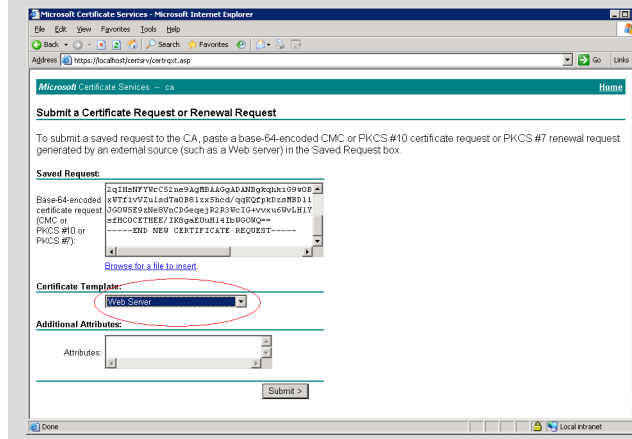 Microsoft Certificate Services - Microsoft Internet Explorer
File Edit View Favorites Tools Help
Back Search Favorites
Address https://localhost/certsrv/certrqxt.asp Go Links
Microsoft Certificate Services -- ca Home
Submit a Certificate Request or Renewal Request
To submit a saved request to the CA, paste a base-64-encoded CMC or PKCS #10 certificate request or PKCS #7 renewal request
generated by an external source (such as a Web server) in the Saved Request box.
Saved Request:
Base-64-encoded
certificate request
(CMC or
PKCS #10 or
PKCS #7):
-----END NEW CERTIFICATE REQUEST-----
Browse for a file to insert.
Certificate Template:
Web Server
Additional Attributes:
Attributes:
Submit >
Done Local intranet